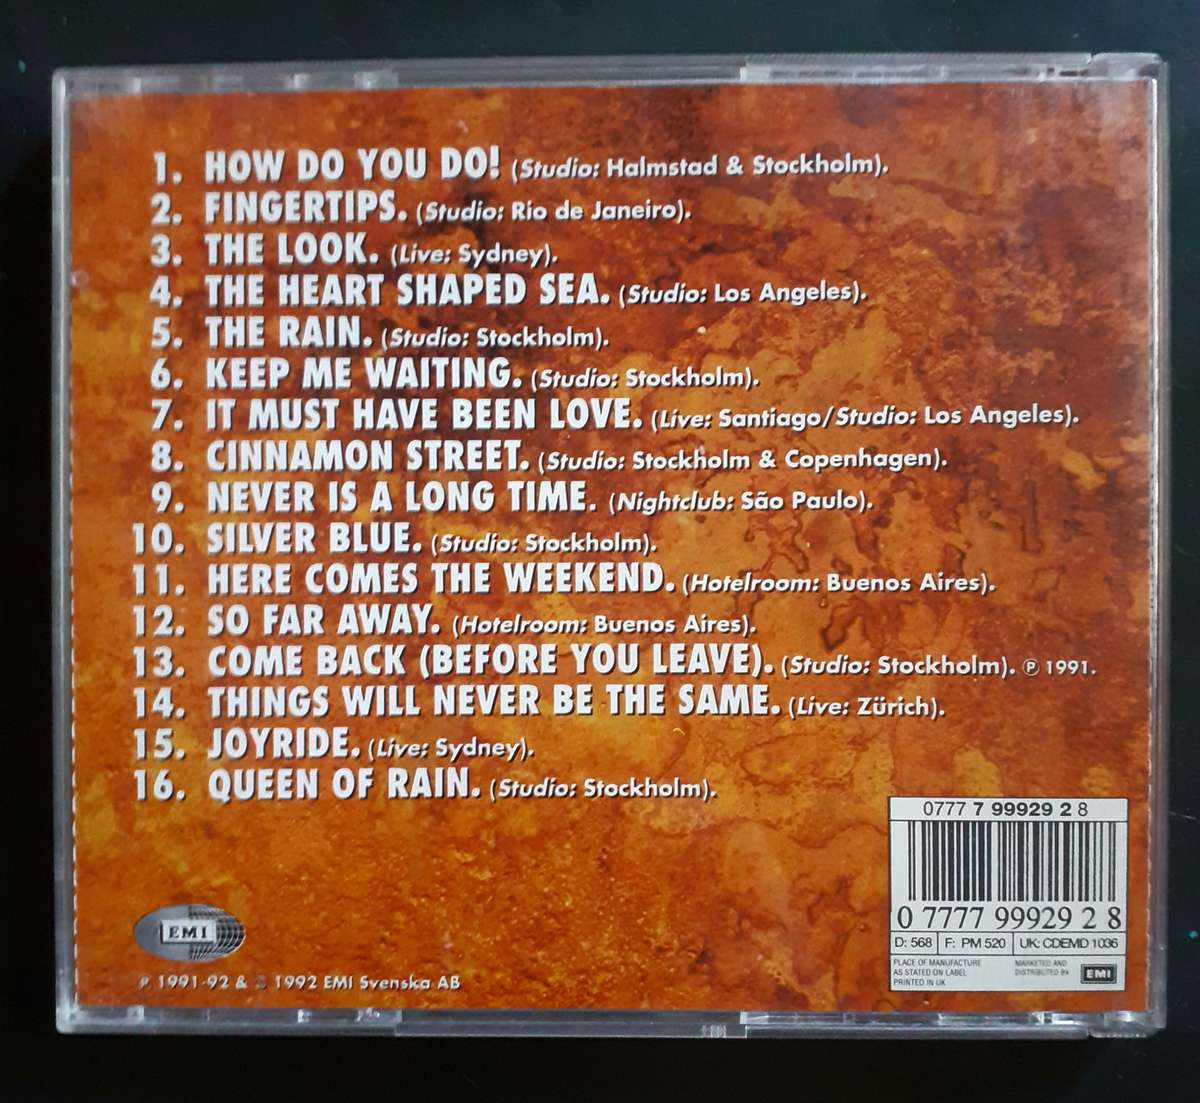 1. HOW DO YOU DO! (Studio: Halmstad & Stockholm).
2. FINGERTIPS. (Studio: Rio de Janeiro).
3. THE LOOK. (Live: Sydney).
4. THE HEART SHAPED SEA. (Studio: Los Angeles).
5. THE RAIN. (Studio: Stockholm).
6. KEEP ME WAITING. (Studio: Stockholm).
7. IT MUST HAVE BEEN LOVE. (Live: Santiago/Studio: Los Angeles).
8. CINNAMON STREET. (Studio: Stockholm & Copenhagen).
9. NEVER IS A LONG TIME. (Nightclub: São Paulo).
10. SILVER BLUE. (Studio: Stockholm).
11. HERE COMES THE WEEKEND. (Hotelroom: Buenos Aires).
12. SO FAR AWAY. (Hotelroom: Buenos Aires).
13. COME BACK (BEFORE YOU LEAVE). (Studio: Stockholm). ℗ 1991.
14. THINGS WILL NEVER BE THE SAME. (Live: Zürich).
15. JOYRIDE. (Live: Sydney).
16. QUEEN OF RAIN. (Studio: Stockholm).
EMI
℗ 1991-92 & © 1992 EMI Svenska AB
0777 7 99929 2 8
0 77779 99292 8
D: 568 F: PM 520 UK: CDEMD 1036
PLACE OF MANUFACTURE
AS STATED ON LABEL
PRINTED IN UK
MARKETED AND
DISTRIBUTED BY
EMI